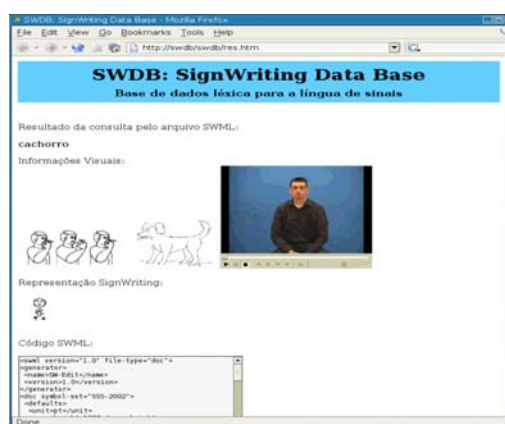 SWDB: SignWriting Data Base - Mozilla Firefox
File Edit View Go Bookmarks Tools Help
http://swdb/swdb/res.htm
SWDB: SignWriting Data Base
Base de dados léxica para a língua de sinais
Resultado da consulta pelo arquivo SWML:
cachorro
Informações Visuais:
Representação SignWriting:
Código SWML:
<swml version="1.0" file-type="doc">
<generator>
<name>SW-Edit</name>
<version>1.0</version>
</generator>
<doc symbol-set="SSS-2002">
<defaults>
<unit>pt</unit>
Done